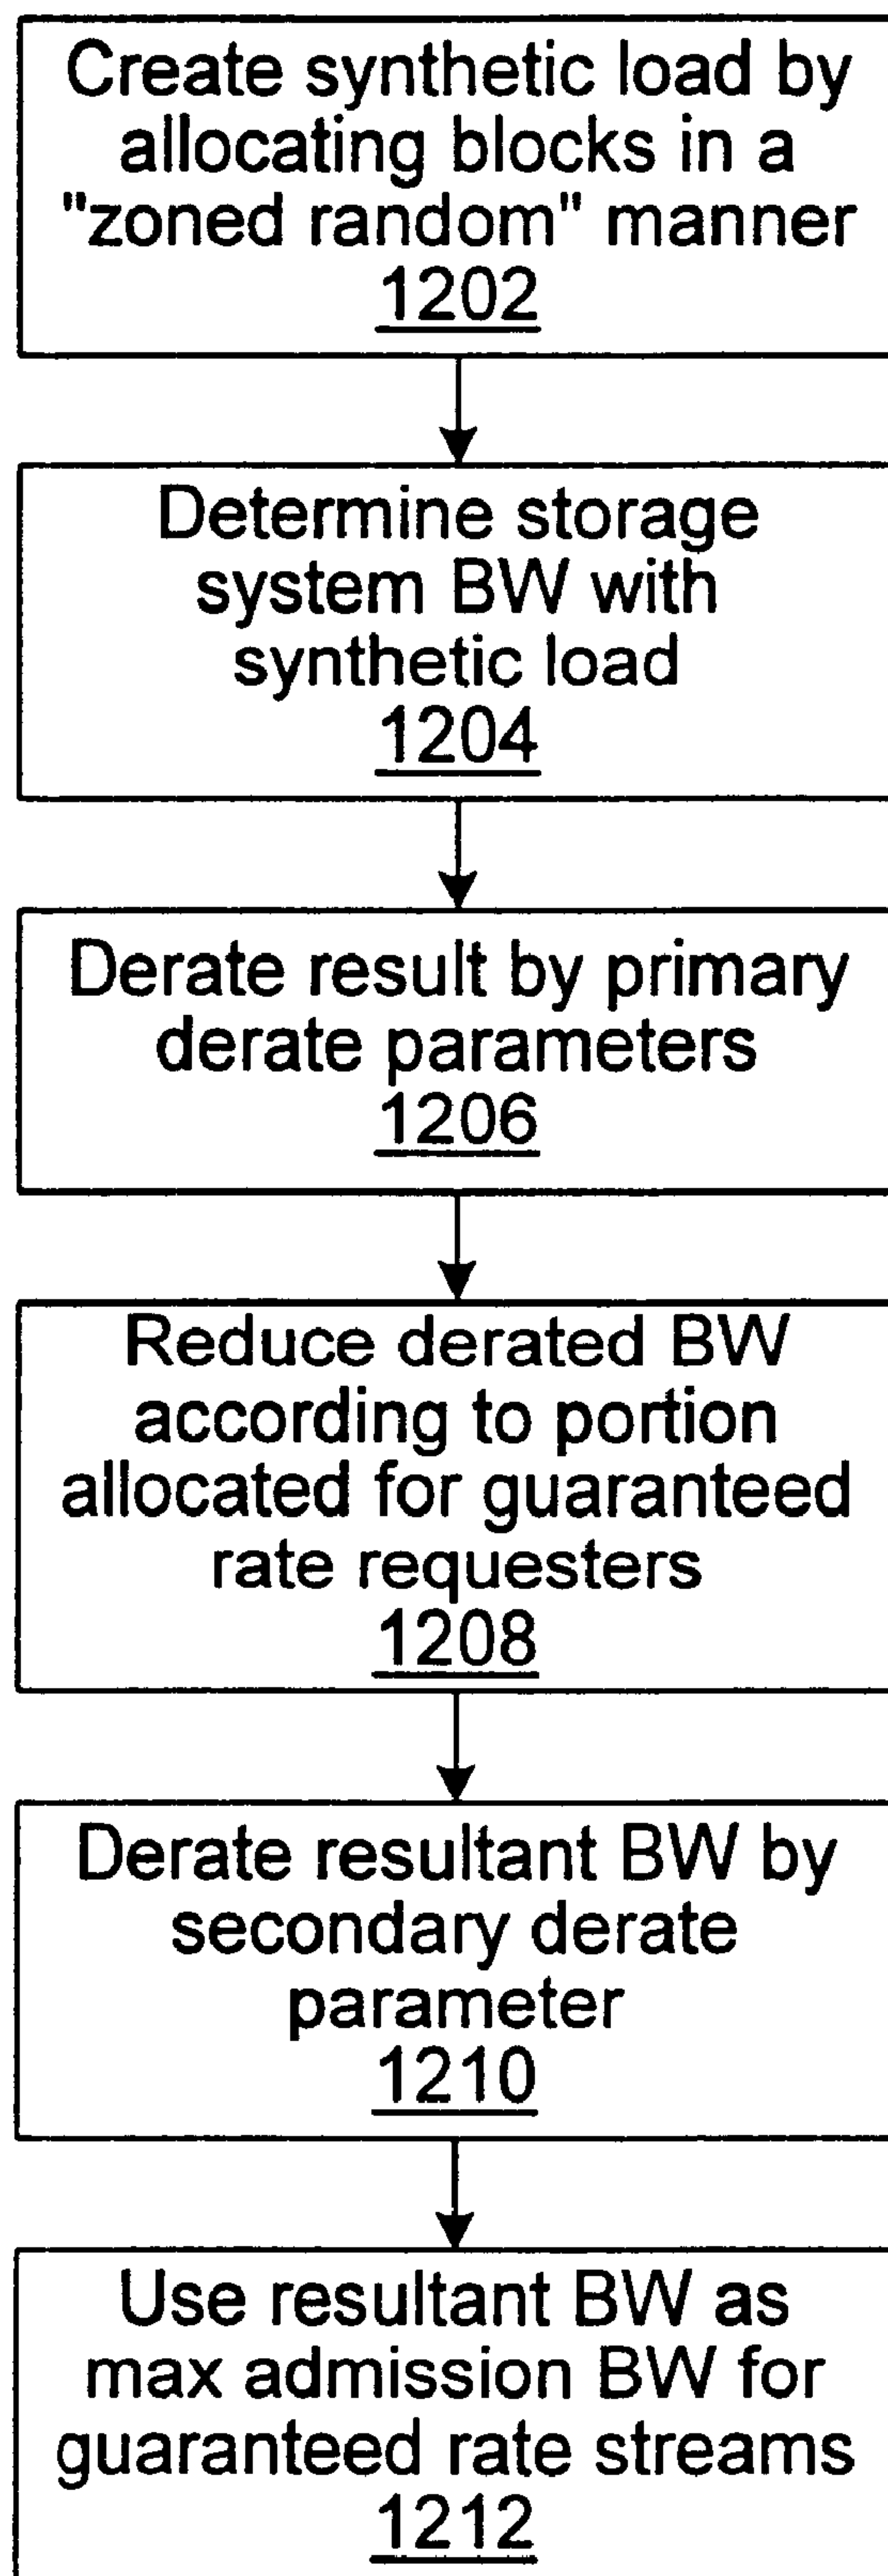 Create synthetic load by
allocating blocks in a
"zoned random" manner
1202
Determine storage
system BW with
synthetic load
1204
Derate result by primary
derate parameters
1206
Reduce derated BW
according to portion
allocated for guaranteed
rate requesters
1208
Derate resultant BW by
secondary derate
parameter
1210
Use resultant BW as
max admission BW for
guaranteed rate streams
1212